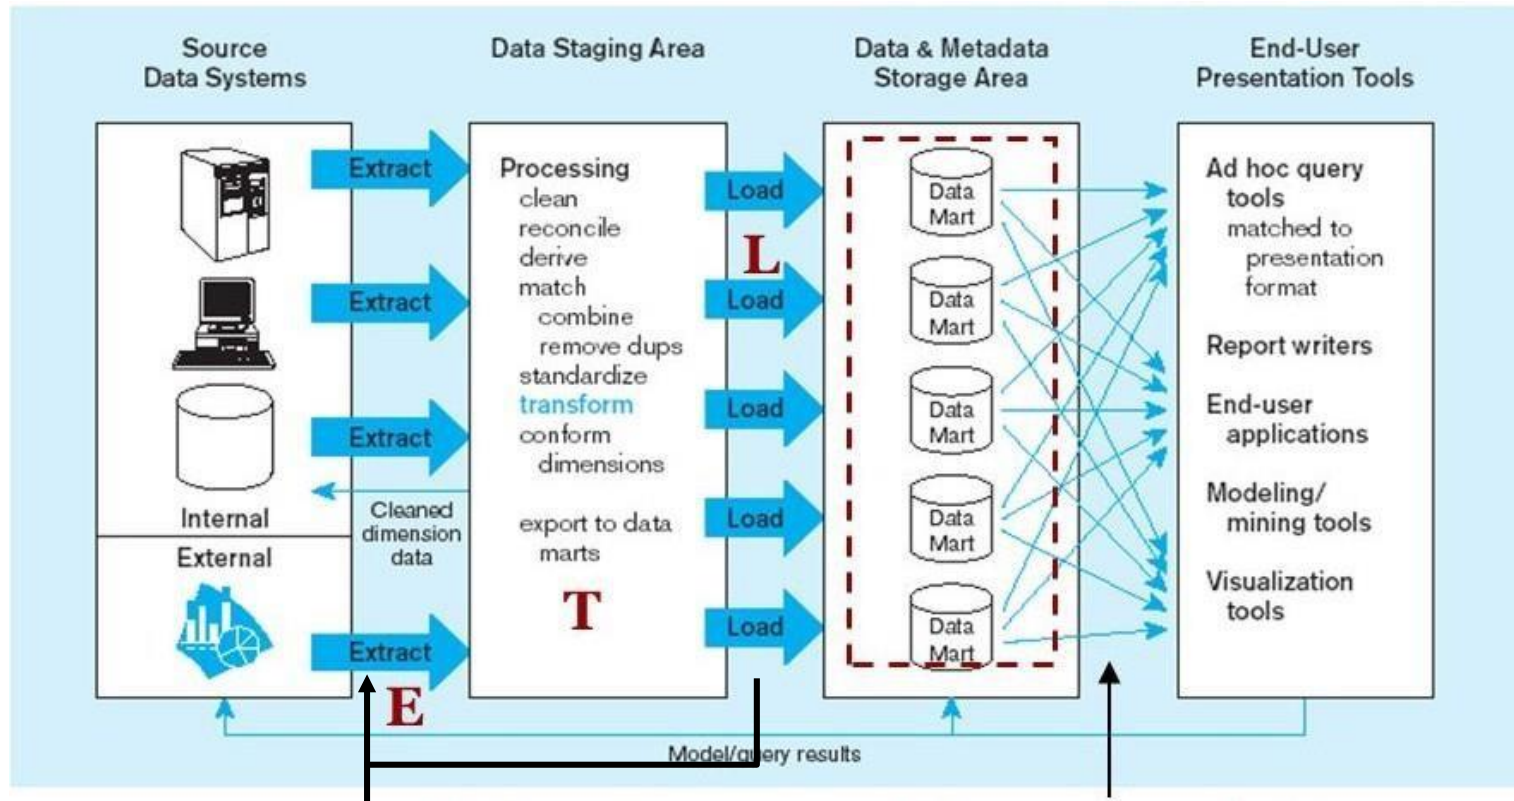 Source
Data Systems
Data Staging Area
Data & Metadata
Storage Area
End-User
Presentation Tools
Extract
Extract
Extract
Internal
Cleaned
dimension
data
External
Extract
E
Processing
clean
reconcile
derive
match
combine
remove dups
standardize
transform
conform
dimensions
export to data
marts
T
Load
L
Load
Load
Load
Load
Data
Mart
Data
Mart
Data
Mart
Data
Mart
Data
Mart
Ad hoc query
tools
matched to
presentation
format
Report writers
End-user
applications
Modeling/
mining tools
Visualization
tools
Model/query results